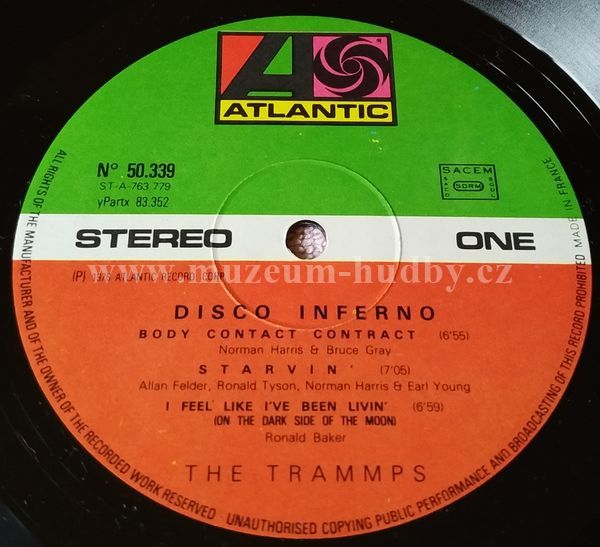 ATLANTIC
N° 50.339
ST-A-763.779
yPartx 83.352
SACEM
SDRM
STEREO ONE
(P) 1976 ATLANTIC RECORD. CORP.
www.muzeum-hudby.cz
DISCO INFERNO
BODY CONTACT CONTRACT (6'55)
Norman Harris & Bruce Gray
STARVIN' (7'05)
Allan Felder, Ronald Tyson, Norman Harris & Earl Young
I FEEL LIKE I'VE BEEN LIVIN' (6'59)
(ON THE DARK SIDE OF THE MOON)
Ronald Baker
THE TRAMMPS
ALL RIGHTS OF THE MANUFACTURER AND OF THE OWNER OF THE RECORDED WORK RESERVED - UNAUTHORISED COPYING PUBLIC PERFORMANCE AND BROADCASTING OF THIS RECORD PROHIBITED MADE IN FRANCE